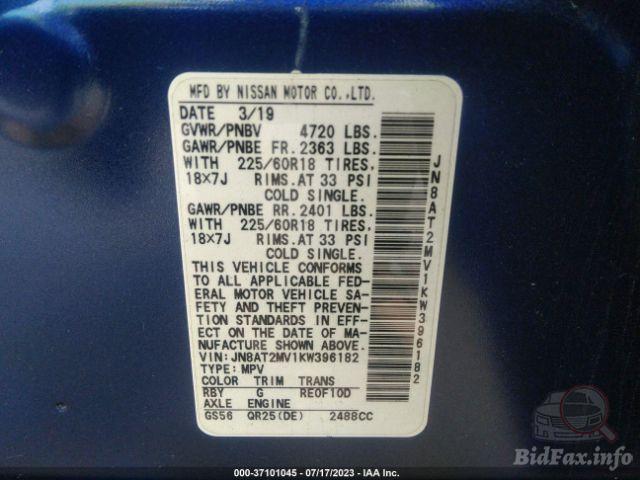 MFD BY NISSAN MOTOR CO.,LTD.
DATE 3/19
GVWR/PNBV 4720 LBS.
GAWR/PNBE FR. 2363 LBS.
WITH 225/60R18 TIRES,
18×7J RIMS.AT 33 PSI
COLD SINGLE.
GAWR/PNBE RR. 2401 LBS.
WITH 225/60R18 TIRES,
18×7J RIMS.AT 33 PSI
COLD SINGLE.
THIS VEHICLE CONFORMS
TO ALL APPLICABLE FED-
ERAL MOTOR VEHICLE SA-
FETY AND THEFT PREVEN-
TION STANDARDS IN EFF-
ECT ON THE DATE OF MA-
NUFACTURE SHOWN ABOVE.
VIN: JN8AT2MV1KW396182
TYPE: MPV
COLOR TRIM TRANS
RBY G RE0F10D
AXLE ENGINE
GS56 QR25(DE) 2488CC
JN8AT2MV1KW396182
BidFax.info
000-37101045 - 07/17/2023 - IAA Inc.